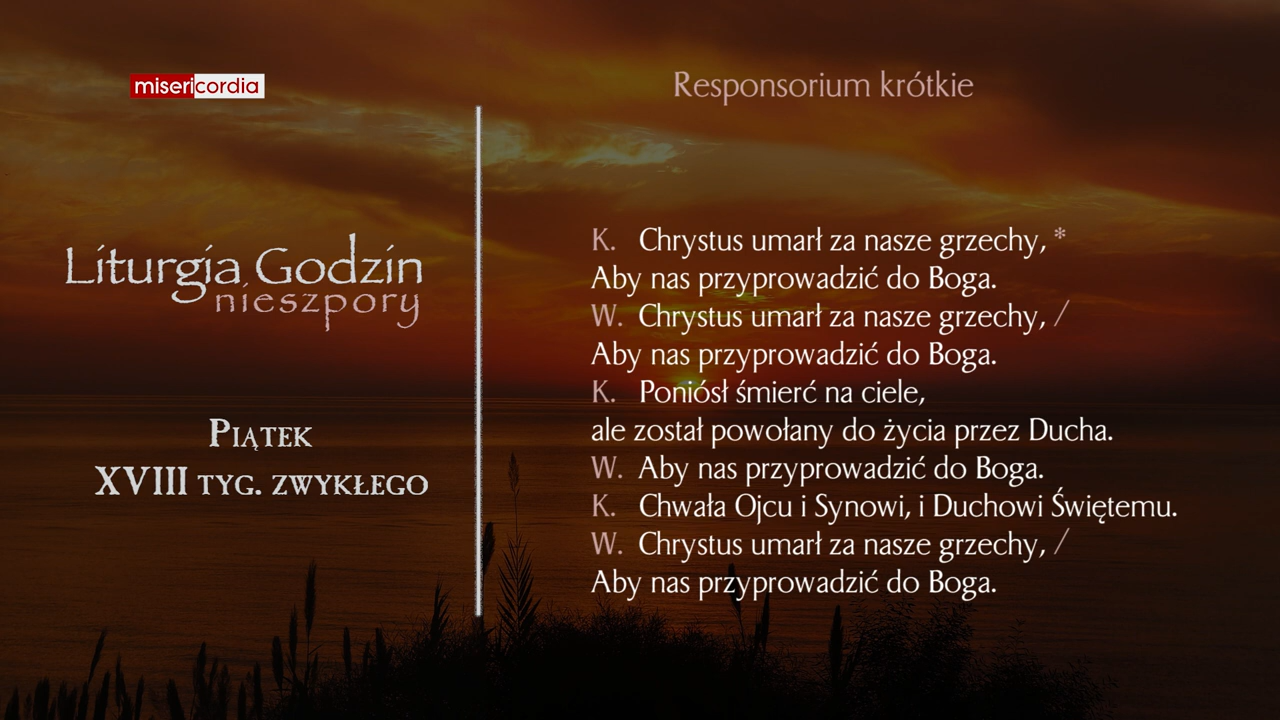 misericordia
Liturgia Godzin
nieszpory
Piątek
XVIII tyg. zwykłego
Responsorium krótkie
K. Chrystus umarł za nasze grzechy, *
Aby nas przyprowadzić do Boga.
W. Chrystus umarł za nasze grzechy, /
Aby nas przyprowadzić do Boga.
K. Poniósł śmierć na ciele,
ale został powołany do życia przez Ducha.
W. Aby nas przyprowadzić do Boga.
K. Chwała Ojcu i Synowi, i Duchowi Świętemu.
W. Chrystus umarł za nasze grzechy, /
Aby nas przyprowadzić do Boga.